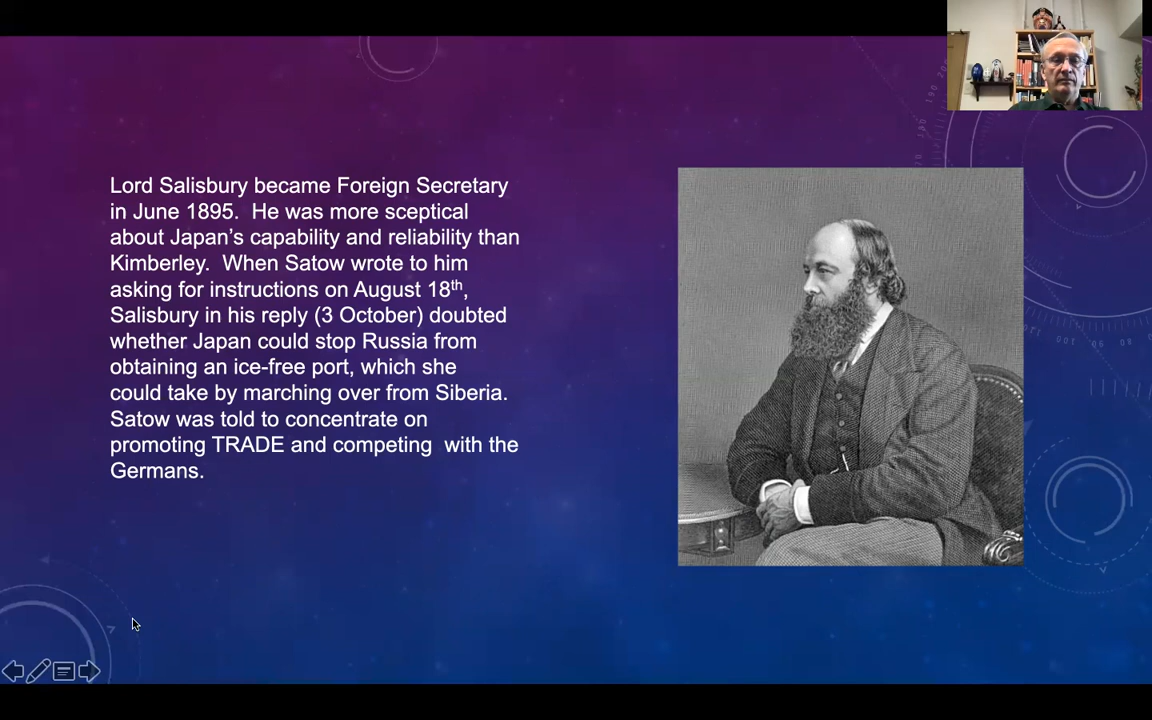 Lord Salisbury became Foreign Secretary
in June 1895.  He was more sceptical
about Japan’s capability and reliability than
Kimberley.  When Satow wrote to him
asking for instructions on August 18th,
Salisbury in his reply (3 October) doubted
whether Japan could stop Russia from
obtaining an ice-free port, which she
could take by marching over from Siberia.
Satow was told to concentrate on
promoting TRADE and competing  with the
Germans.